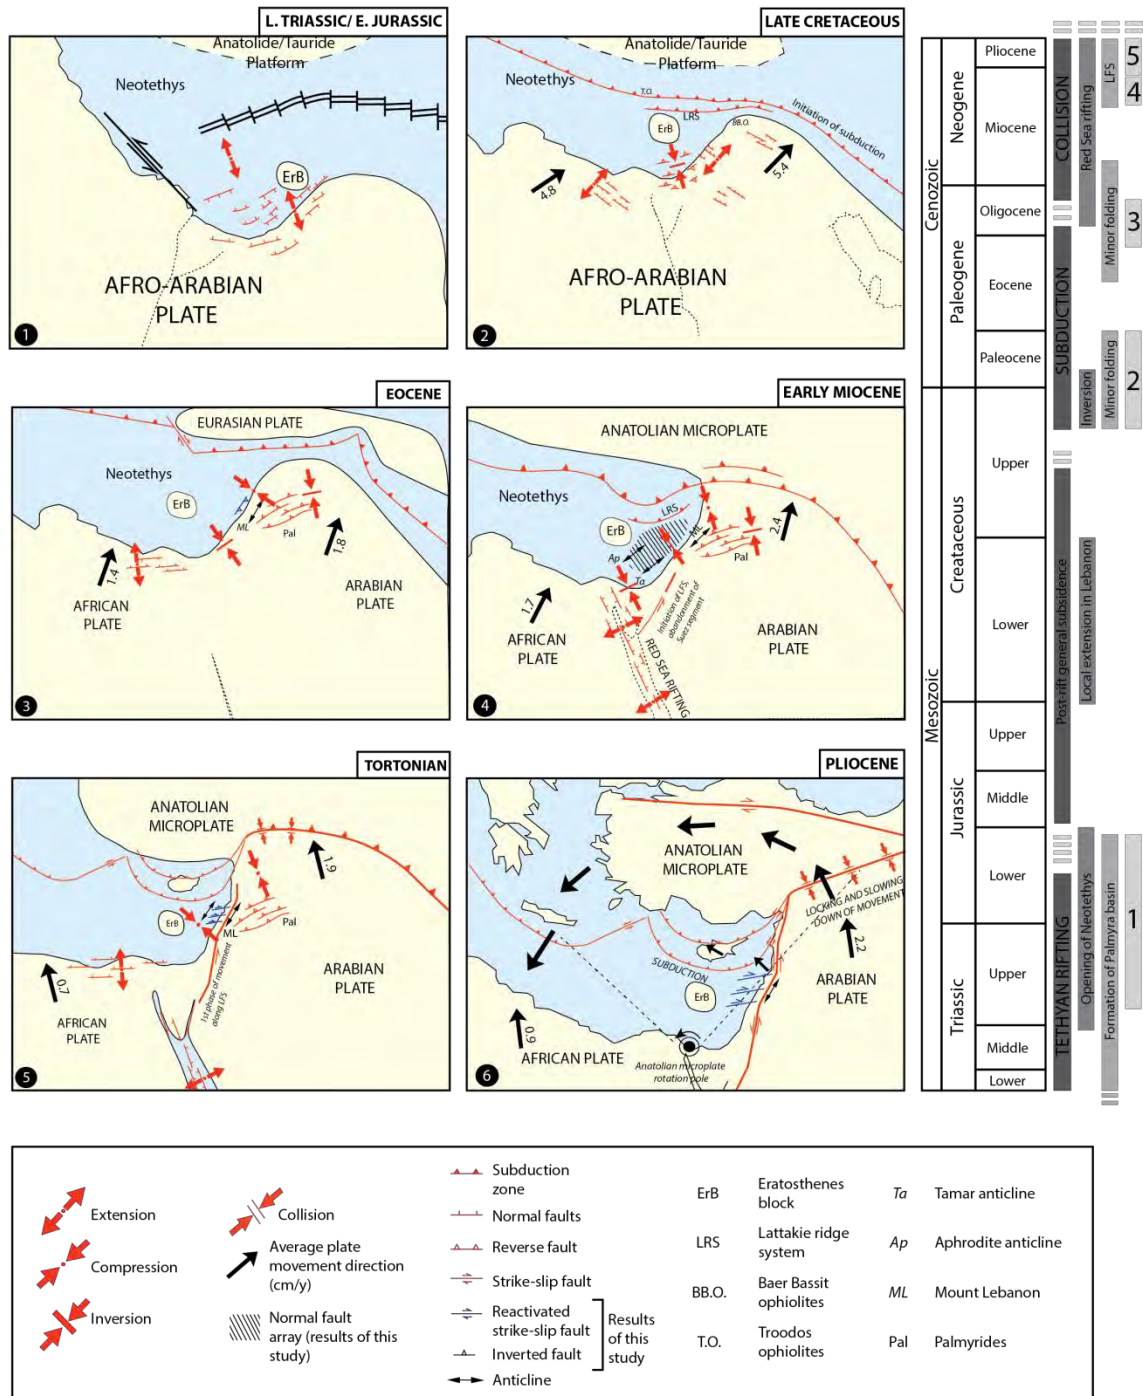 L. TRIASSIC/ E. JURASSIC
Anatolide/Tauride
Platform
Neotethys
ErB
AFRO-ARABIAN
PLATE
1
LATE CRETACEOUS
Anatolide/Tauride
Platform
Neotethys
T.O.
LRS
Initiation of subduction
ErB
BB.O.
4.8
5.4
AFRO-ARABIAN
PLATE
2
EOCENE
EURASIAN PLATE
Neotethys
ErB
ML
Pal
1.4
1.8
AFRICAN
PLATE
ARABIAN
PLATE
3
EARLY MIOCENE
ANATOLIAN MICROPLATE
Neotethys
LRS
ErB
ML
2.4
Ap
Pal
Ta
1.7
Initiation of LFS,
abandonment of
Suez segment
AFRICAN
PLATE
ARABIAN
PLATE
RED SEA RIFTING
4
TORTONIAN
ANATOLIAN
MICROPLATE
1.9
ErB
Pal
ML
1st phase of movement
along LFS
0.7
ARABIAN
PLATE
AFRICAN
PLATE
5
PLIOCENE
ANATOLIAN
MICROPLATE
LOCKING AND SLOWING
DOWN OF MOVEMENT
2.2
SUBDUCTION
ARABIAN
PLATE
ErB
0.9
AFRICAN PLATE
Anatolian microplate
rotation pole
6
Cenozoic
Mesozoic
Neogene
Paleogene
Creataceous
Jurassic
Triassic
Pliocene
Miocene
Oligocene
Eocene
Paleocene
Upper
Lower
Upper
Middle
Lower
Upper
Middle
Lower
COLLISION
SUBDUCTION
Post-rift general subsidence
TETHYAN RIFTING
Red Sea rifting
Inversion
Local extension in Lebanon
Opening of Neotethys
LFS
Minor folding
Minor folding
Formation of Palmyra basin
5
4
3
2
1
Extension
Compression
Inversion
Collision
Average plate
movement direction
(cm/y)
Normal fault
array (results of this
study)
Subduction
zone
Normal faults
Reverse fault
Strike-slip fault
Reactivated
strike-slip fault
Inverted fault
Anticline
Results
of this
study
ErB Eratosthenes
block
LRS Lattakie ridge
system
BB.O. Baer Bassit
ophiolites
T.O. Troodos
ophiolites
Ta Tamar anticline
Ap Aphrodite anticline
ML Mount Lebanon
Pal Palmyrides